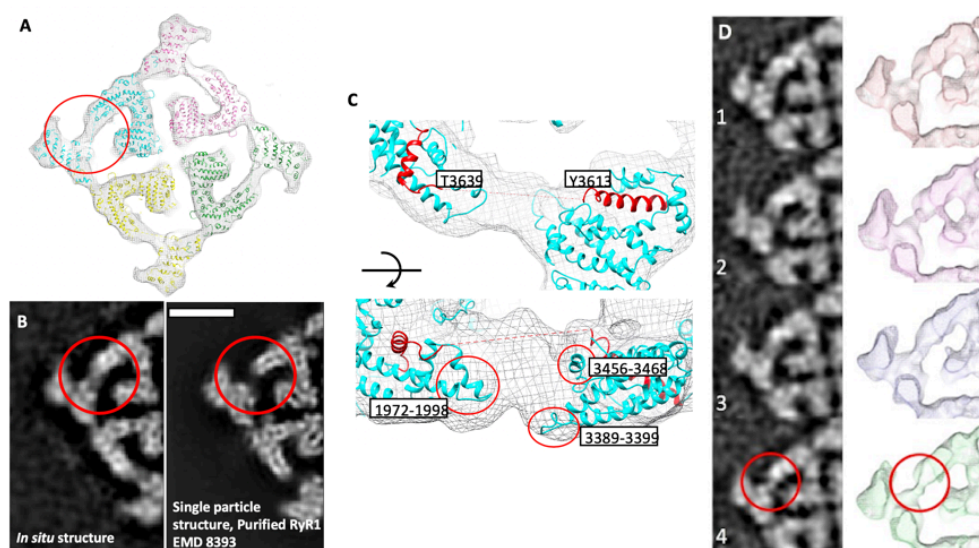 A
B
In situ structure
Single particle
structure, Purified RyR1
EMD 8393
C
T3639
Y3613
1972-1998
3456-3468
3389-3399
D
1
2
3
4